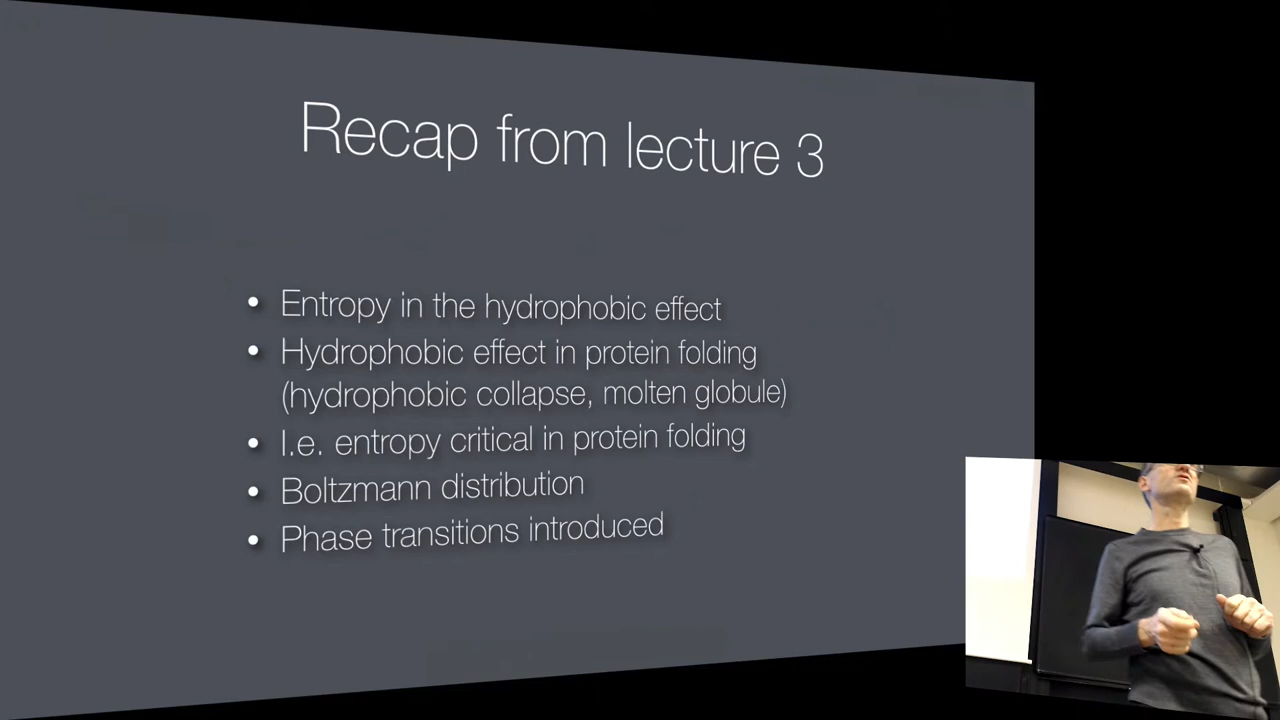 Recap from lecture 3
• Entropy in the hydrophobic effect
• Hydrophobic effect in protein folding
(hydrophobic collapse, molten globule)
• I.e. entropy critical in protein folding
• Boltzmann distribution
• Phase transitions introduced